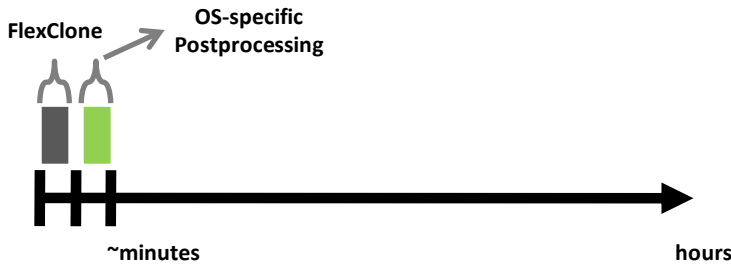 FlexClone
OS-specific
Postprocessing
~minutes
hours